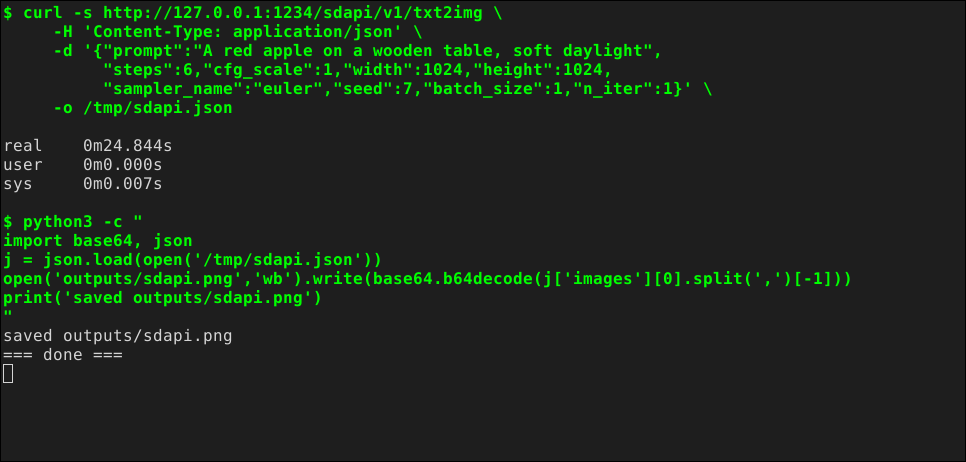 $ curl -s http://127.0.0.1:1234/sdapi/v1/txt2img \
     -H 'Content-Type: application/json' \
     -d '{"prompt":"A red apple on a wooden table, soft daylight",
          "steps":6,"cfg_scale":1,"width":1024,"height":1024,
          "sampler_name":"euler","seed":7,"batch_size":1,"n_iter":1}' \
     -o /tmp/sdapi.json

real    0m24.844s
user    0m0.000s
sys     0m0.007s

$ python3 -c "
import base64, json
j = json.load(open('/tmp/sdapi.json'))
open('outputs/sdapi.png','wb').write(base64.b64decode(j['images'][0].split(',')[-1]))
print('saved outputs/sdapi.png')
"
saved outputs/sdapi.png
=== done ===